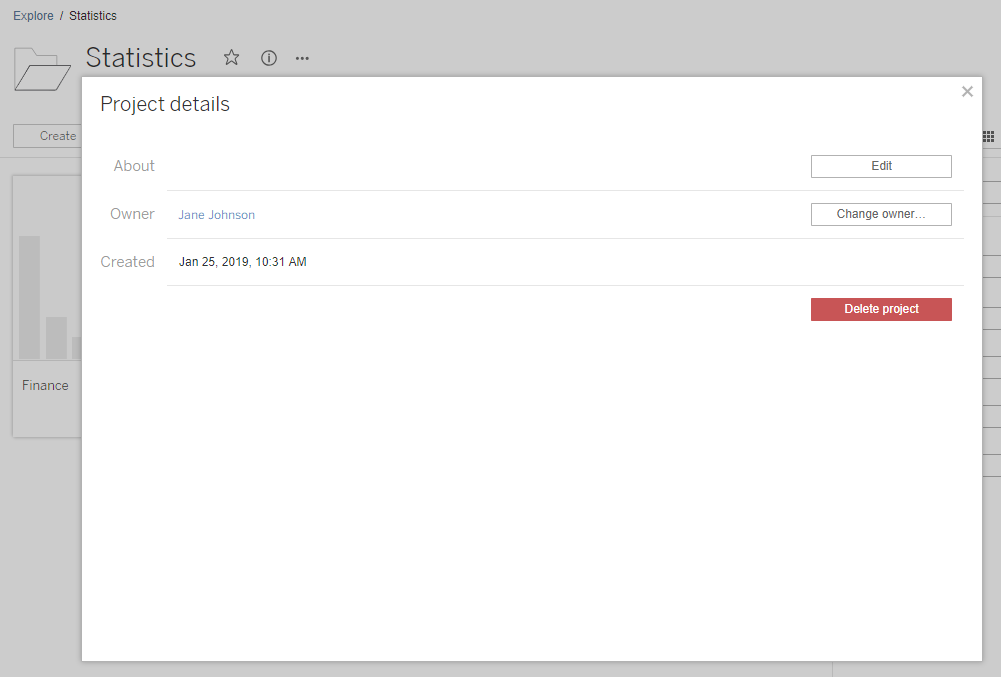 Explore / Statistics
Statistics
Project details
Create
About
Edit
Owner Jane Johnson
Change owner...
Created Jan 25, 2019, 10:31 AM
Delete project
Finance